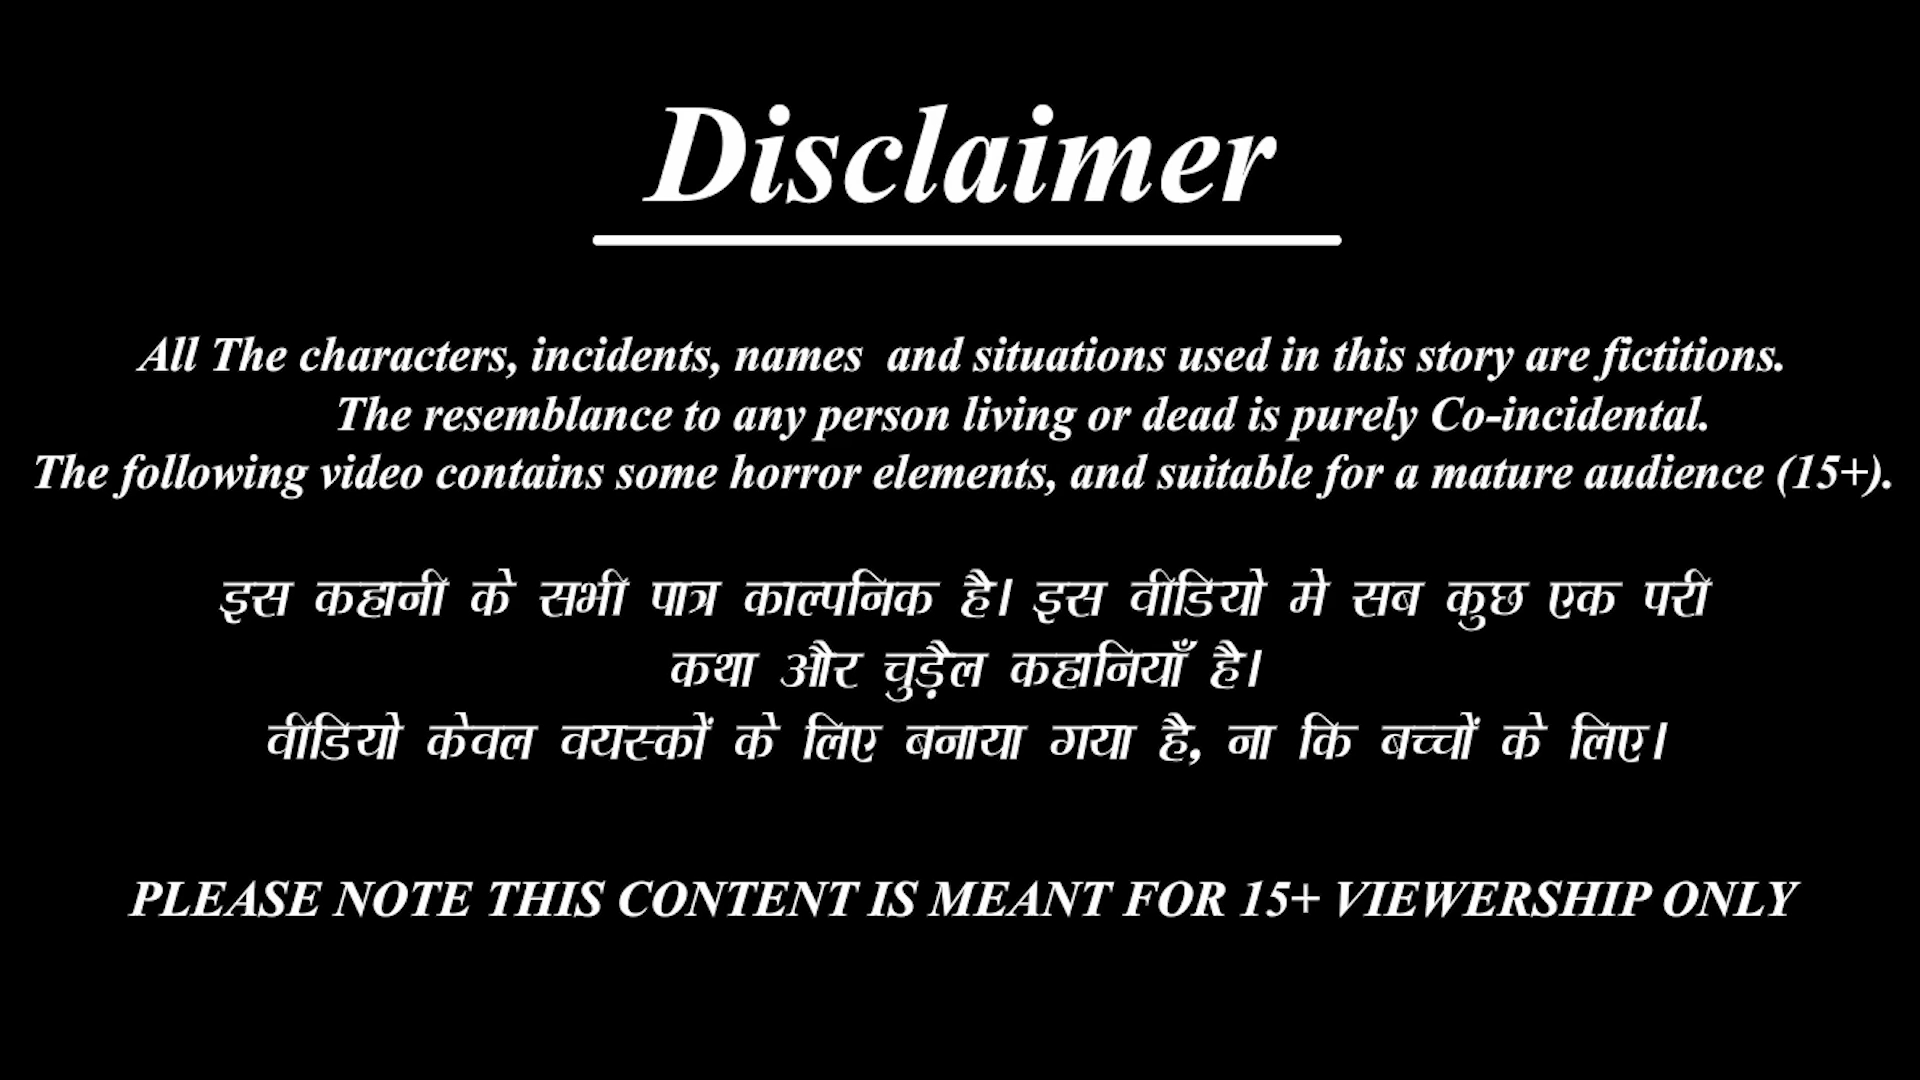 Disclaimer
All The characters, incidents, names and situations used in this story are fictitions.
The resemblance to any person living or dead is purely Co-incidental.
The following video contains some horror elements, and suitable for a mature audience (15+).
इस कहानी के सभी पात्र काल्पनिक है। इस वीडियो मे सब कुछ एक परी
कथा और चुड़ैल कहानियाँ है।
वीडियो केवल वयस्कों के लिए बनाया गया है, ना कि बच्चों के लिए।
PLEASE NOTE THIS CONTENT IS MEANT FOR 15+ VIEWERSHIP ONLY